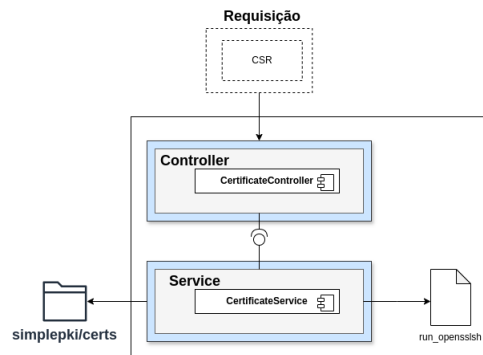 Requisição
CSR
Controller
CertificateController
Service
CertificateService
simplepki/certs
run_opensslsh